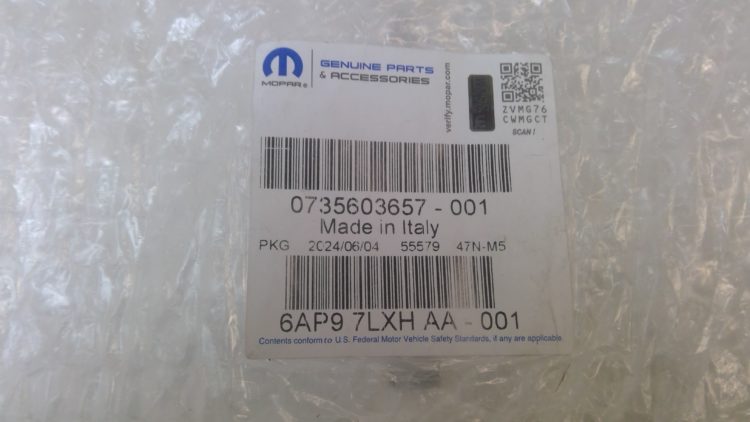 MOPAR®
GENUINE PARTS
& ACCESSORIES
verify.mopar.com
ZVMG76
CWMGCT
SCAN!
0735603657 - 001
Made in Italy
PKG 2024/06/04 55579 47N-M5
6AP9 7LXH AA - 001
Contents conform to U.S. Federal Motor Vehicle Safety Standards, if any are applicable